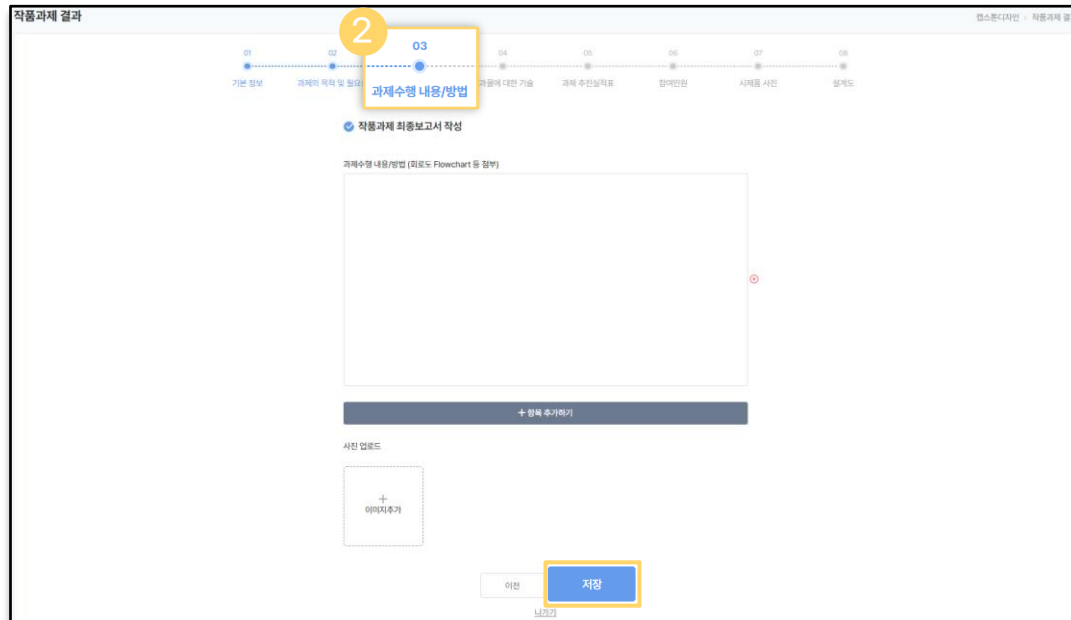 작품과제 결과
캡스톤디자인 > 작품과제 결
2
01 02 03 04 05 06 07 08
기본 정보 과제의 목적 및 필요 과제수행 내용/방법 과물에 대한 기술 과제 추진실적표 참여인원 시제품 사진 설계도
작품과제 최종보고서 작성
과제수행 내용/방법 (회로도 Flowchart 등 첨부)
+ 항목 추가하기
사진 업로드
+
이미지추가
이전 저장
나가기